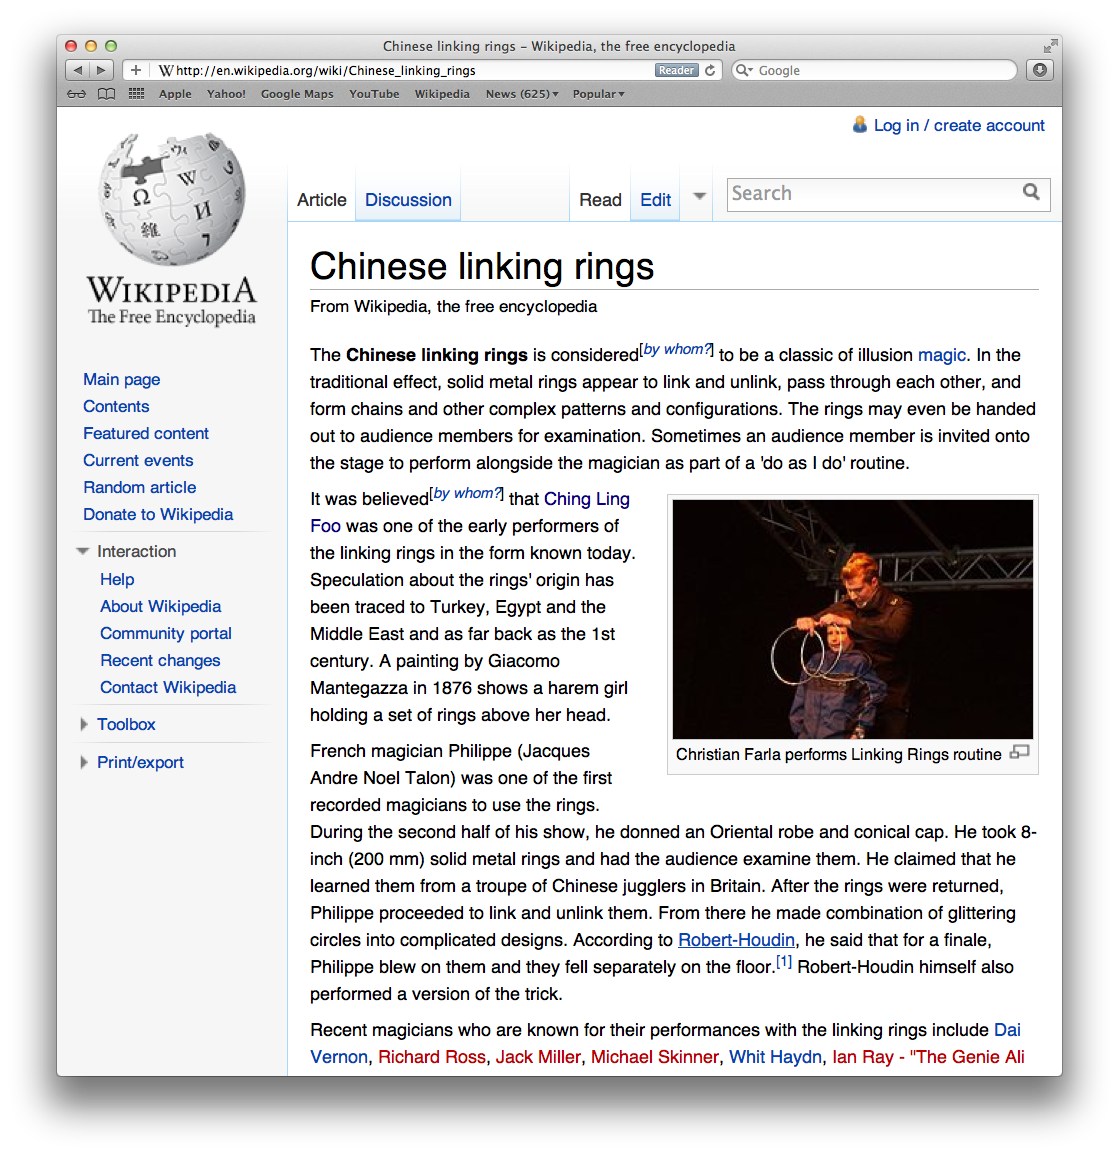 Chinese linking rings – Wikipedia, the free encyclopedia
W http://en.wikipedia.org/wiki/Chinese_linking_rings Reader Google
Apple Yahoo! Google Maps YouTube Wikipedia News (625) Popular
Log in / create account
Article Discussion Read Edit Search
Ω W И 維 7
WIKIPEDIA
The Free Encyclopedia
Main page
Contents
Featured content
Current events
Random article
Donate to Wikipedia
Interaction
Help
About Wikipedia
Community portal
Recent changes
Contact Wikipedia
Toolbox
Print/export
Chinese linking rings
From Wikipedia, the free encyclopedia
The Chinese linking rings is considered[by whom?] to be a classic of illusion magic. In the
traditional effect, solid metal rings appear to link and unlink, pass through each other, and
form chains and other complex patterns and configurations. The rings may even be handed
out to audience members for examination. Sometimes an audience member is invited onto
the stage to perform alongside the magician as part of a 'do as I do' routine.
It was believed[by whom?] that Ching Ling
Foo was one of the early performers of
the linking rings in the form known today.
Speculation about the rings' origin has
been traced to Turkey, Egypt and the
Middle East and as far back as the 1st
century. A painting by Giacomo
Mantegazza in 1876 shows a harem girl
holding a set of rings above her head.
Christian Farla performs Linking Rings routine
French magician Philippe (Jacques
Andre Noel Talon) was one of the first
recorded magicians to use the rings.
During the second half of his show, he donned an Oriental robe and conical cap. He took 8-
inch (200 mm) solid metal rings and had the audience examine them. He claimed that he
learned them from a troupe of Chinese jugglers in Britain. After the rings were returned,
Philippe proceeded to link and unlink them. From there he made combination of glittering
circles into complicated designs. According to Robert-Houdin, he said that for a finale,
Philippe blew on them and they fell separately on the floor.[1] Robert-Houdin himself also
performed a version of the trick.
Recent magicians who are known for their performances with the linking rings include Dai
Vernon, Richard Ross, Jack Miller, Michael Skinner, Whit Haydn, Ian Ray - "The Genie Ali